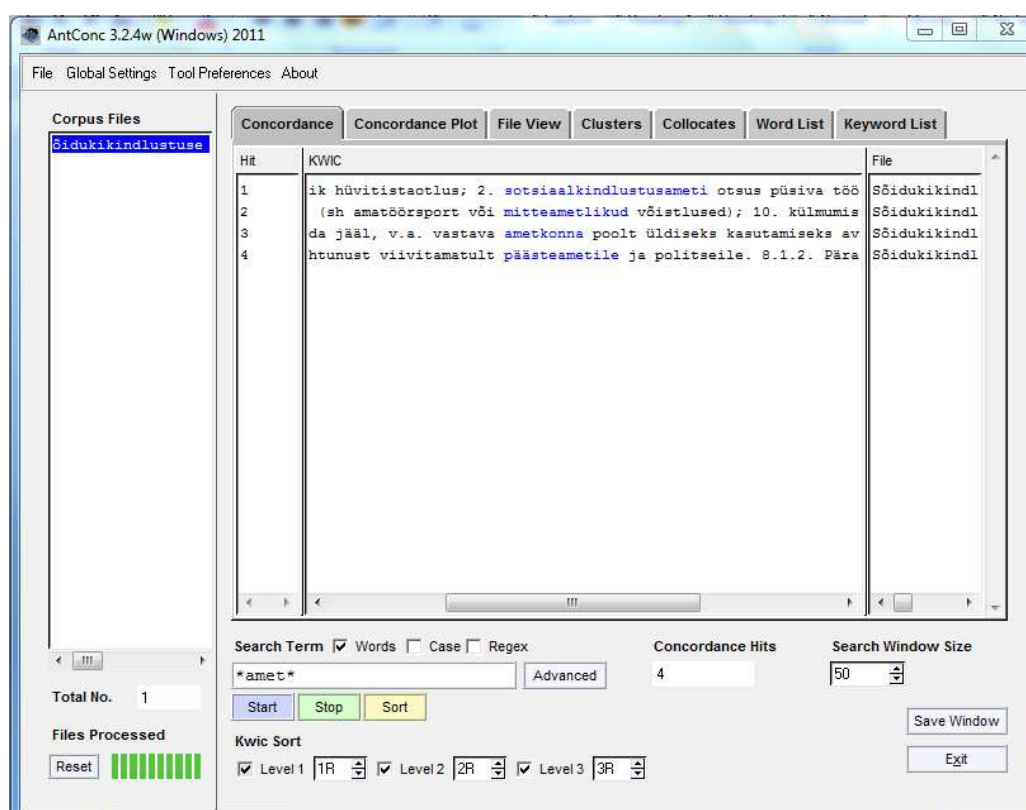 AntConc 3.2.4w (Windows) 2011
File Global Settings Tool Preferences About
Corpus Files
õidukikindlustuse
Concordance Concordance Plot File View Clusters Collocates Word List Keyword List
Hit KWIC File
1 ik hüvitistaotlus; 2. sotsiaalkindlustusameti otsus püsiva töö Sõidukikindl
2 (sh amatöörsport või mitteametlikud võistlused); 10. külmumis Sõidukikindl
3 da jääl, v.a. vastava ametkonna poolt üldiseks kasutamiseks av Sõidukikindl
4 htunust viivitamatult päästeametile ja politseile. 8.1.2. Pära Sõidukikindl
Search Term Words Case Regex Concordance Hits Search Window Size
*amet* Advanced 4 50
Total No. 1
Start Stop Sort
Save Window
Files Processed
Kwic Sort
Reset
Level 1 1R Level 2 2R Level 3 3R
Exit